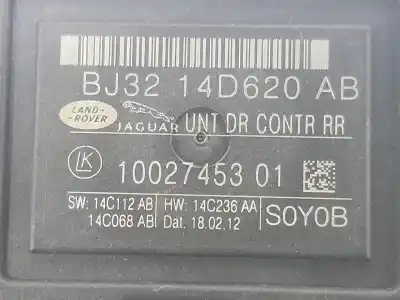 BJ32 14D620 AB
LAND-ROVER JAGUAR UNT DR CONTR RR
LK 10027453 01
SW: 14C112 AB HW: 14C236 AA
14C068 AB Dat. 18.02.12
S0Y0B